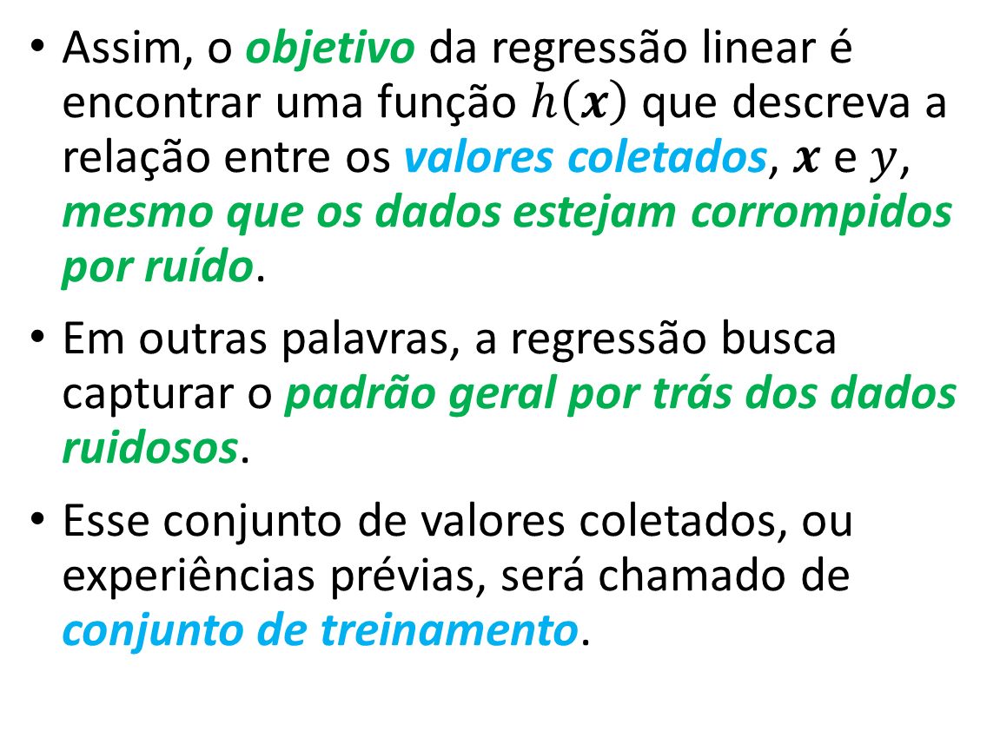 • Assim, o objetivo da regressão linear é
encontrar uma função ℎ(𝒙) que descreva a
relação entre os valores coletados, 𝒙 e 𝑦,
mesmo que os dados estejam corrompidos
por ruído.
• Em outras palavras, a regressão busca
capturar o padrão geral por trás dos dados
ruidosos.
• Esse conjunto de valores coletados, ou
experiências prévias, será chamado de
conjunto de treinamento.